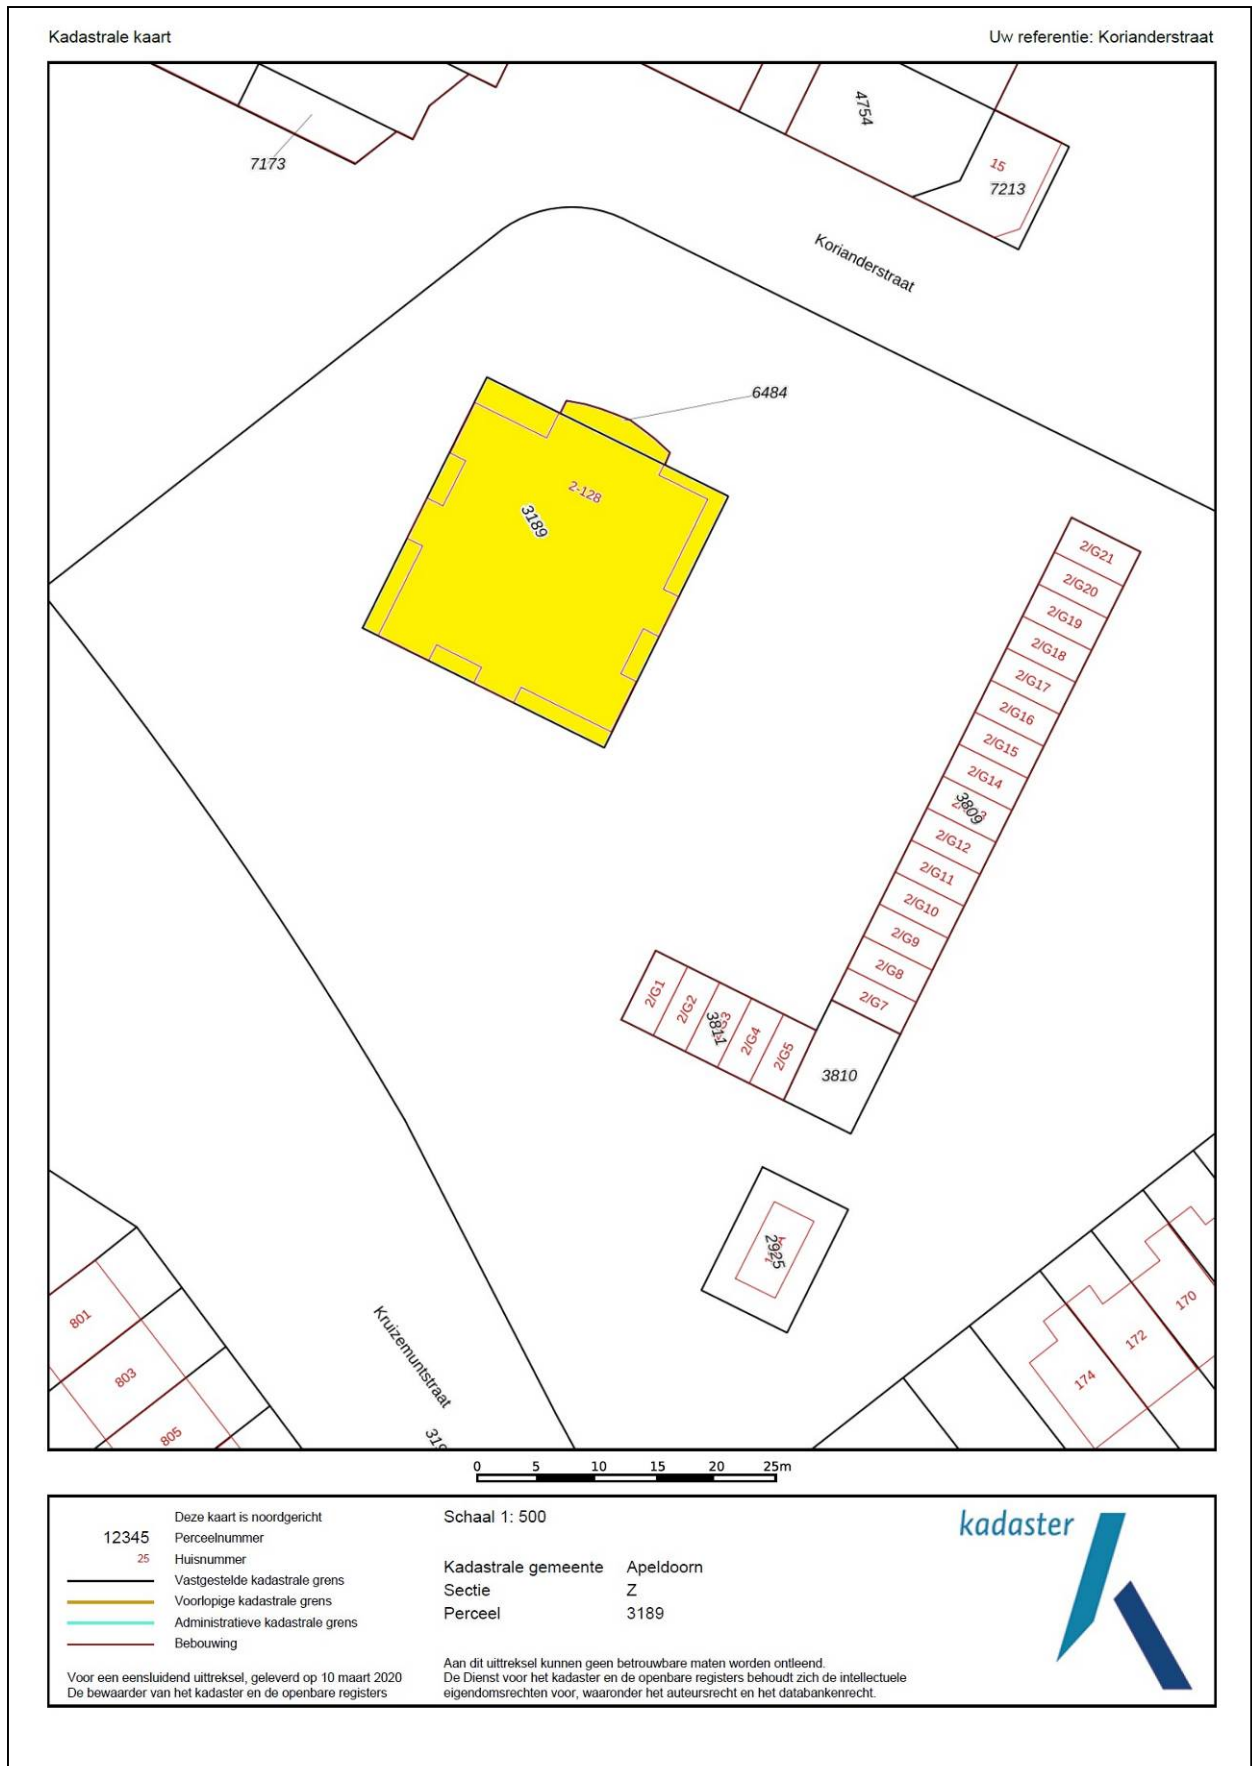 Kadastrale kaart
Uw referentie: Korianderstraat
4754
7173
15
7213
Korianderstraat
6484
2-128
3189
2/G21
2/G20
2/G19
2/G18
2/G17
2/G16
2/G15
2/G14
3809
2/G12
2/G11
2/G10
2/G9
2/G8
2/G7
2/G1
2/G2
3811
2/G4
2/G5
3810
2925
801
803
805
Kruizemuntstraat
170
172
174
0 5 10 15 20 25m
Deze kaart is noordgericht
12345 Perceelnummer
25 Huisnummer
Vastgestelde kadastrale grens
Voorlopige kadastrale grens
Administratieve kadastrale grens
Bebouwing
Voor een eensluidend uittreksel, geleverd op 10 maart 2020
De bewaarder van het kadaster en de openbare registers
Schaal 1: 500
Kadastrale gemeente Apeldoorn
Sectie Z
Perceel 3189
Aan dit uittreksel kunnen geen betrouwbare maten worden ontleend.
De Dienst voor het kadaster en de openbare registers behoudt zich de intellectuele
eigendomsrechten voor, waaronder het auteursrecht en het databankenrecht.
kadaster